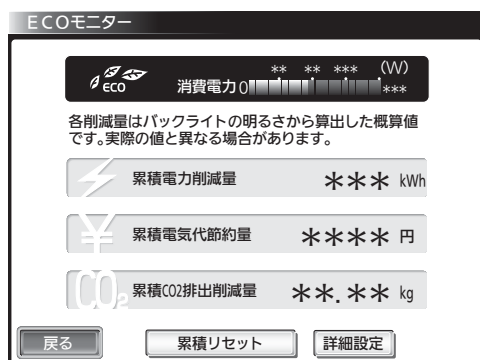 ECOモニター
** ** *** (W)
eco 消費電力 0 ***
各削減量はバックライトの明るさから算出した概算値
です。実際の値と異なる場合があります。
累積電力削減量 *** kWh
¥ 累積電気代節約量 **** 円
CO2 累積CO2排出削減量 **.** kg
戻る 累積リセット 詳細設定